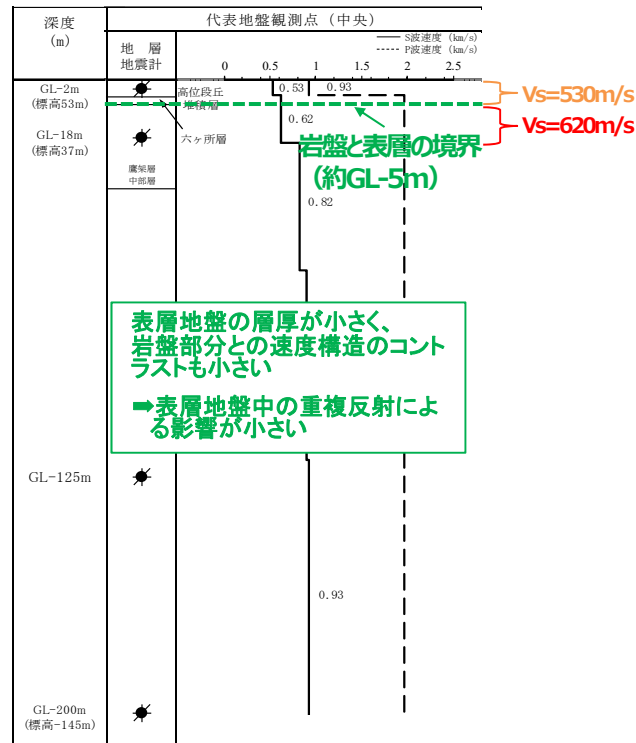 深度
(m)
代表地盤観測点（中央）
地　層
地震計
S波速度（km/s）
P波速度（km/s）
0 0.5 1 1.5 2 2.5
GL-2m
(標高53m)
高位段丘
堆積層
0.53 0.93
Vs=530m/s
GL-18m
(標高37m)
六ヶ所層
0.62
Vs=620m/s
岩盤と表層の境界
（約GL-5m）
鷹架層
中部層
0.82
表層地盤の層厚が小さく、
岩盤部分との速度構造のコント
ラストも小さい
➡表層地盤中の重複反射によ
る影響が小さい
GL-125m
0.93
GL-200m
(標高-145m)